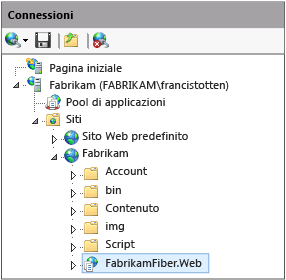 Connessioni
Pagina iniziale
Fabrikam (FABRIKAM\francistotten)
Pool di applicazioni
Siti
Sito Web predefinito
Fabrikam
Account
bin
Contenuto
img
Script
FabrikamFiber.Web